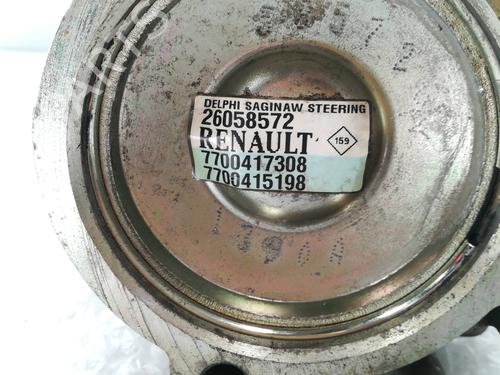 DELPHI SAGINAW STEERING
26058572
RENAULT
159
7700417308
7700415198